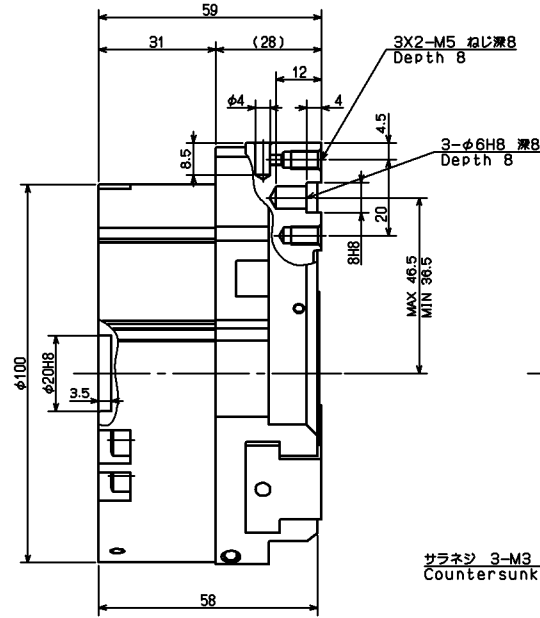 59
31
(28)
3X2-M5 ねじ深8
Depth 8
12
φ4
4
4.5
8.5
3-φ6H8 深8
Depth 8
20
8H8
MAX 46.5
MIN 36.5
φ100
φ20H8
3.5
サラネジ 3-M3
Countersunk
58